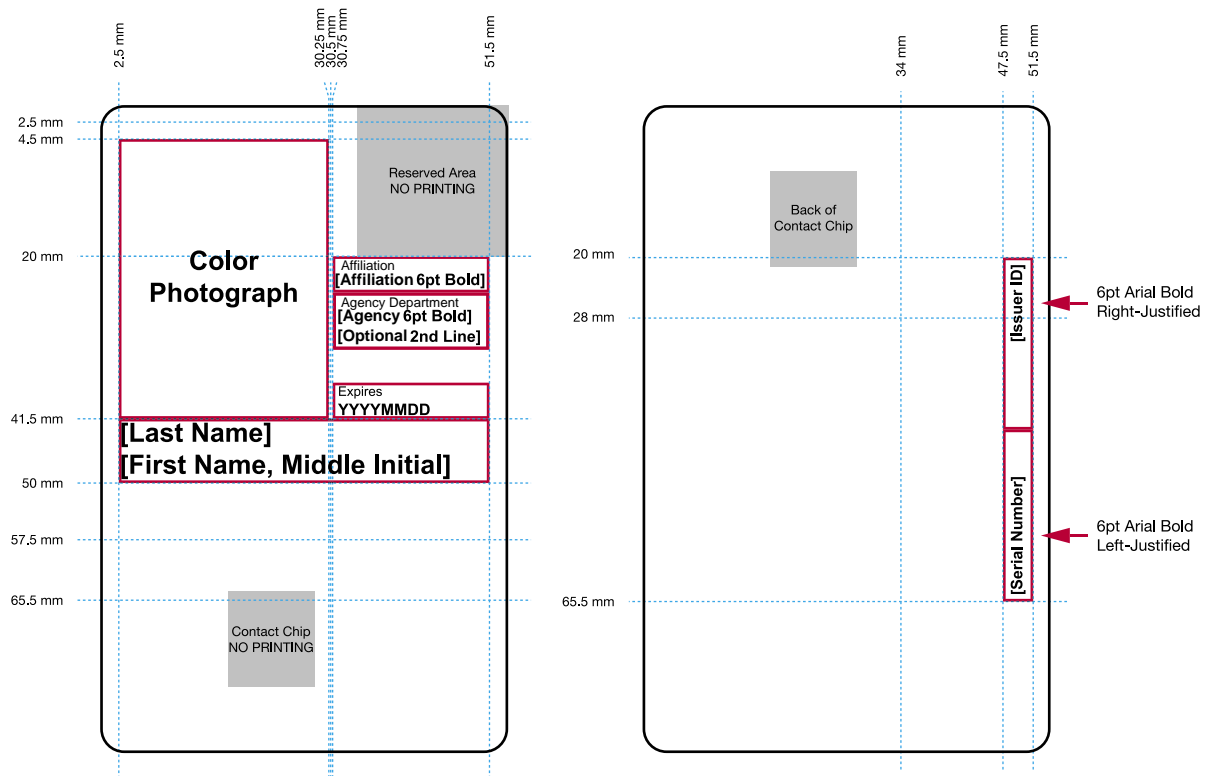 2.5 mm
30.25 mm
30.5 mm
30.75 mm
51.5 mm
2.5 mm
4.5 mm
20 mm
41.5 mm
50 mm
57.5 mm
65.5 mm
Reserved Area
NO PRINTING
Color
Photograph
Affiliation
[Affiliation 6pt Bold]
Agency Department
[Agency 6pt Bold]
[Optional 2nd Line]
Expires
YYYYMMDD
[Last Name]
[First Name, Middle Initial]
Contact Chip
NO PRINTING
34 mm
47.5 mm
51.5 mm
Back of
Contact Chip
20 mm
28 mm
65.5 mm
[Issuer ID]
6pt Arial Bold
Right-Justified
[Serial Number]
6pt Arial Bold
Left-Justified